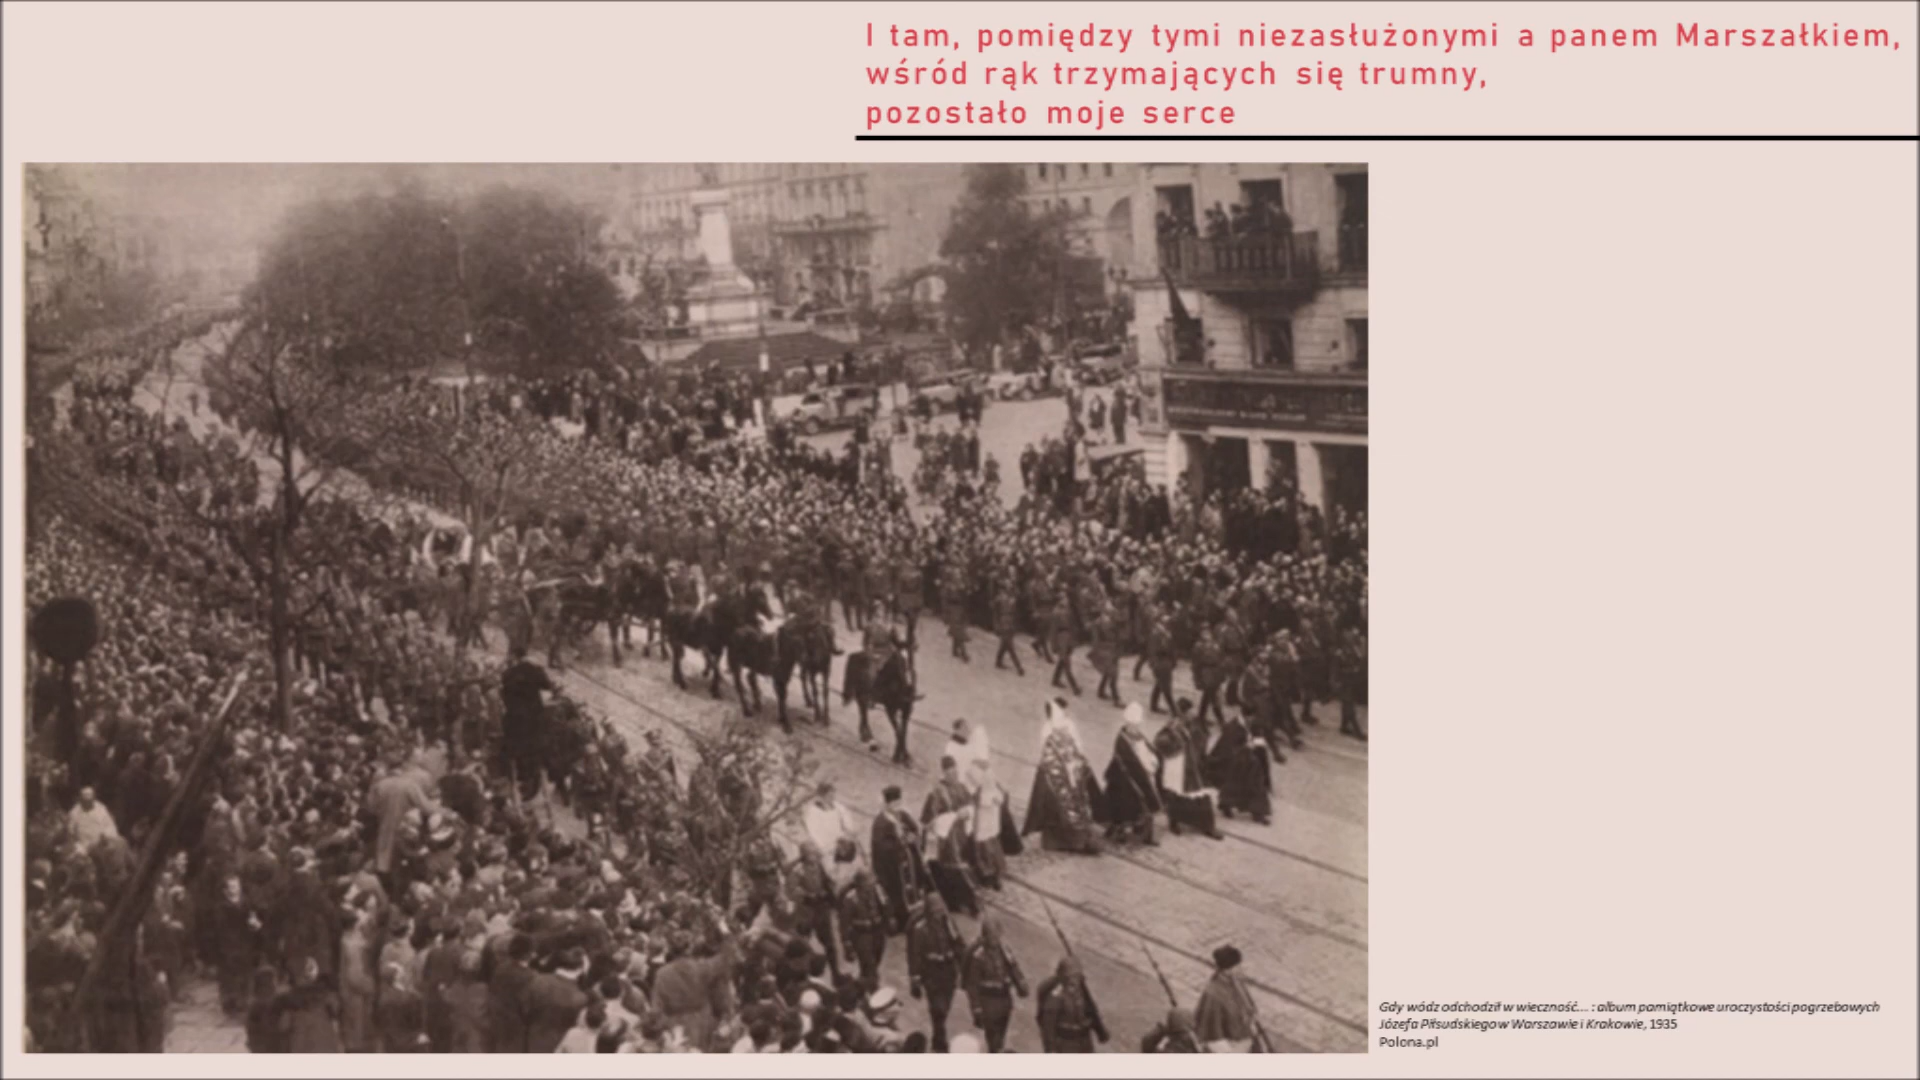 I tam, pomiędzy tymi niezasłużonymi a panem Marszałkiem,
wśród rąk trzymających się trumny,
pozostało moje serce
Gdy wódz odchodził w wieczność.... : album pamiątkowe uroczystości pogrzebowych
Józefa Piłsudskiego w Warszawie i Krakowie, 1935
Polona.pl